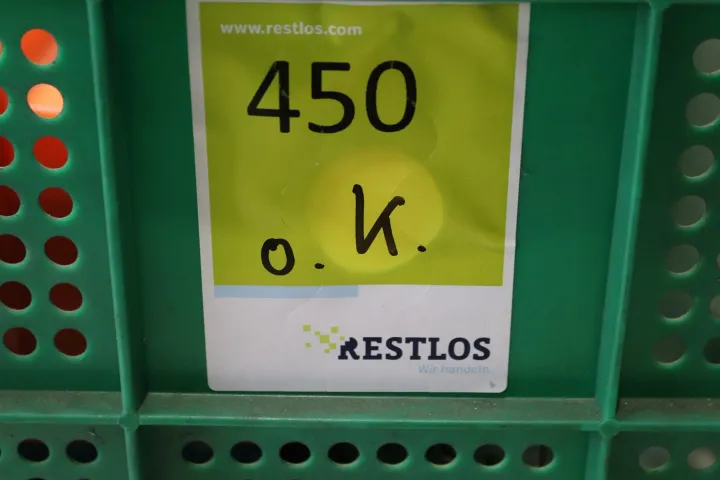 www.restlos.com
450
o. K.
RESTLOS
Wir handeln.